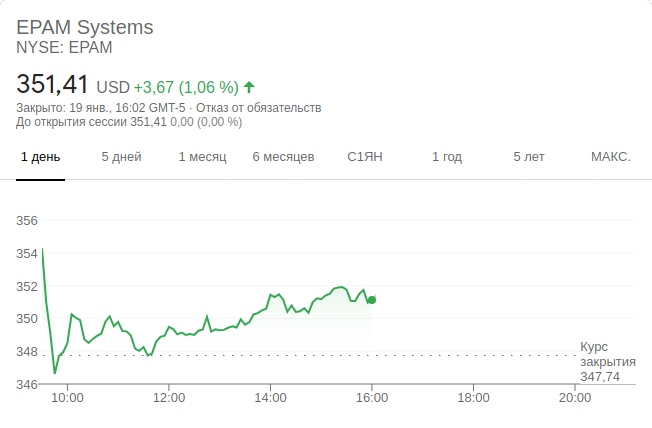 EPAM Systems
NYSE: EPAM
351,41 USD +3,67 (1,06 %)
Закрыто: 19 янв., 16:02 GMT-5 · Отказ от обязательств
До открытия сессии 351,41 0,00 (0,00 %)
1 день 5 дней 1 месяц 6 месяцев С1ЯН 1 год 5 лет МАКС.
356
354
352
350
348
346
Курс
закрытия
347,74
10:00 12:00 14:00 16:00 18:00 20:00